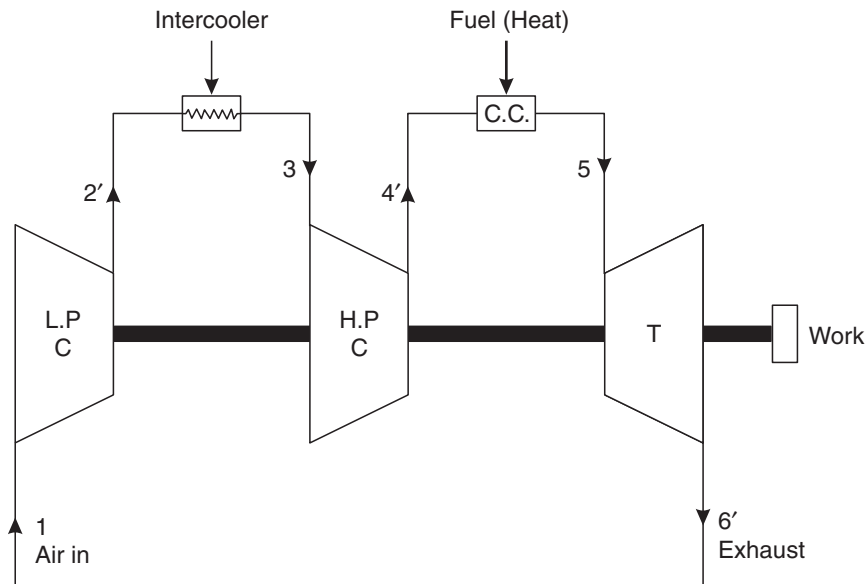 Intercooler
Fuel (Heat)
C.C.
2′
3
4′
5
L.P
C
H.P
C
T
Work
1
Air in
6′
Exhaust